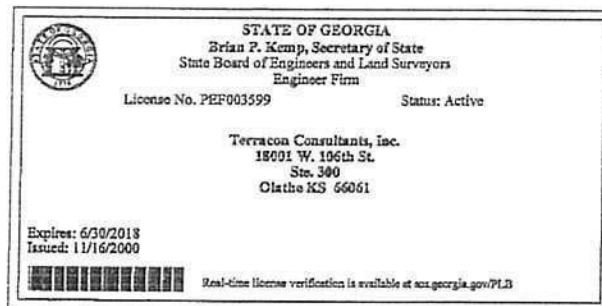 STATE OF GEORGIA
Brian P. Kemp, Secretary of State
State Board of Engineers and Land Surveyors
Engineer Firm
License No. PEF003599 Status: Active
Terracon Consultants, Inc.
18001 W. 106th St.
Ste. 300
Olathe KS 66061
Expires: 6/30/2018
Issued: 11/16/2000
Real-time license verification is available at sos.georgia.gov/PLB